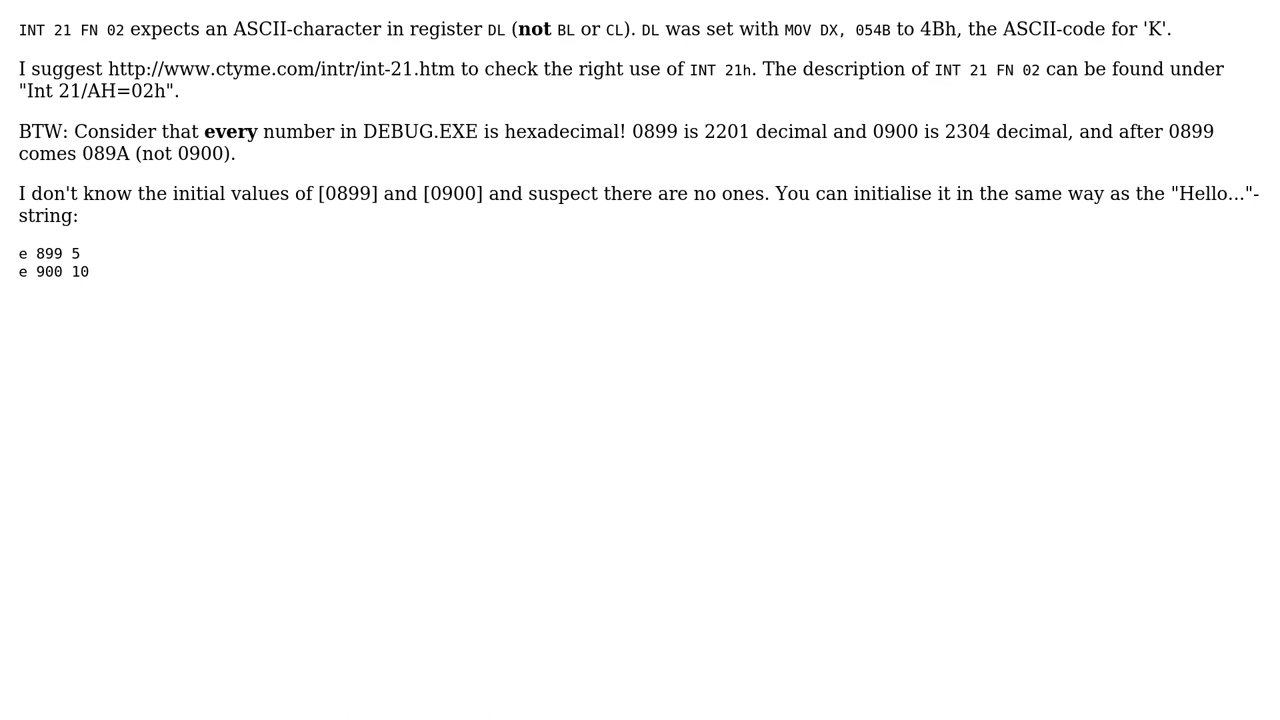 INT 21 FN 02 expects an ASCII-character in register DL (not BL or CL). DL was set with MOV DX, 054B to 4Bh, the ASCII-code for 'K'.
I suggest http://www.ctyme.com/intr/int-21.htm to check the right use of INT 21h. The description of INT 21 FN 02 can be found under
"Int 21/AH=02h".
BTW: Consider that every number in DEBUG.EXE is hexadecimal! 0899 is 2201 decimal and 0900 is 2304 decimal, and after 0899
comes 089A (not 0900).
I don't know the initial values of [0899] and [0900] and suspect there are no ones. You can initialise it in the same way as the "Hello..."-
string:
e 899 5
e 900 10